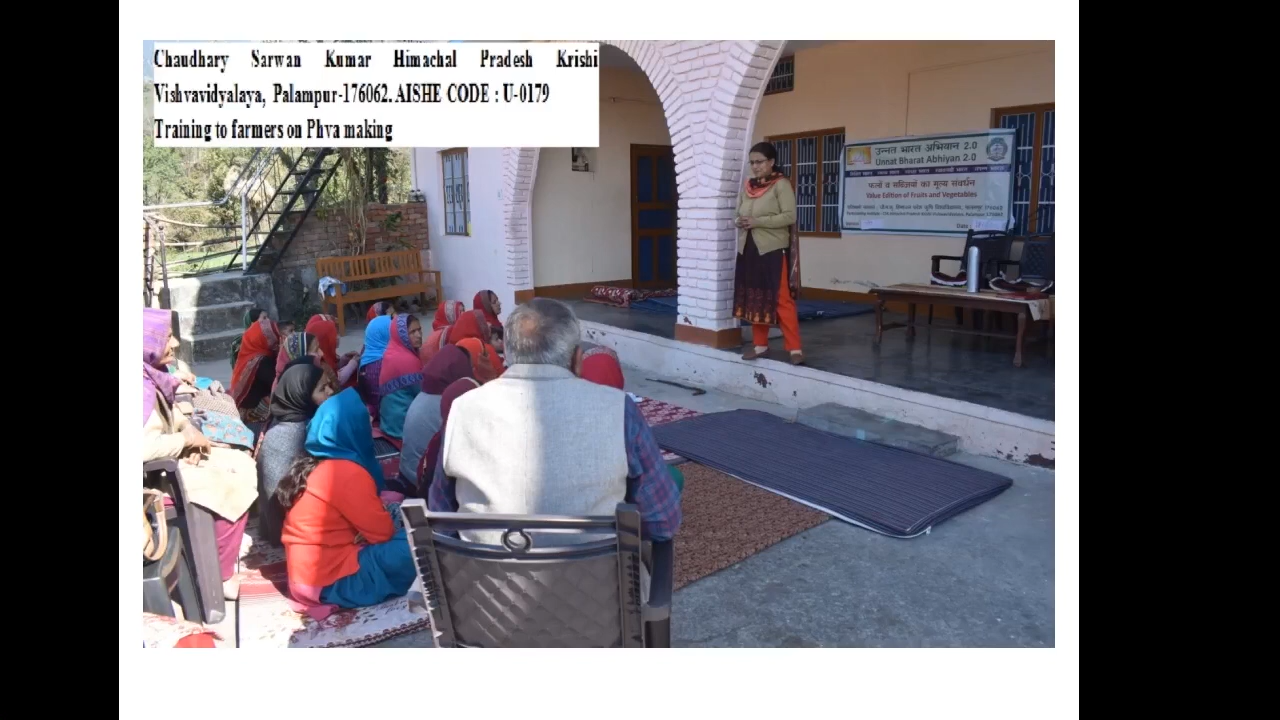 Chaudhary Sarwan Kumar Himachal Pradesh Krishi
Vishvavidyalaya, Palampur-176062. AISHE CODE : U-0179
Training to farmers on Phva making
उन्नत भारत अभियान 2.0
Unnat Bharat Abhiyan 2.0
फलों व सब्जियों का मूल्य संवर्धन
Value Edition of Fruits and Vegetables
Date